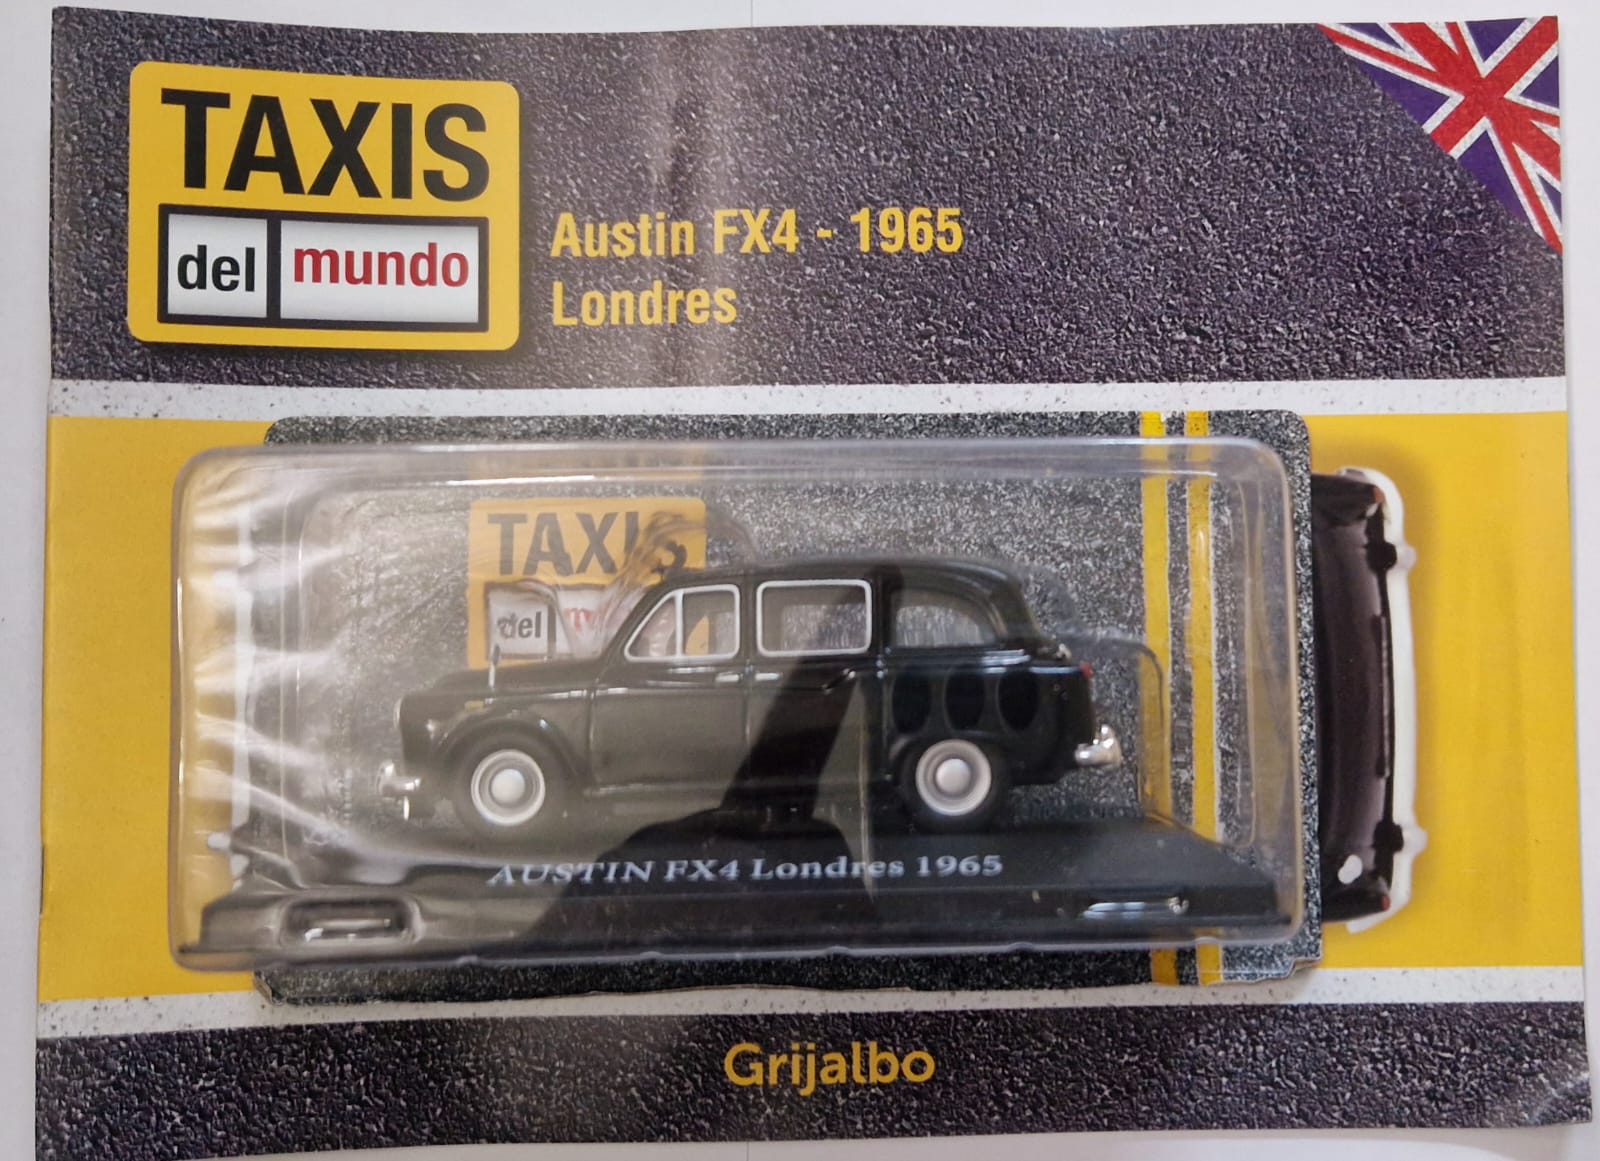 TAXIS
del mundo
Austin FX4 - 1965
Londres
TAXIS
del
AUSTIN FX4 Londres 1965
Grijalbo